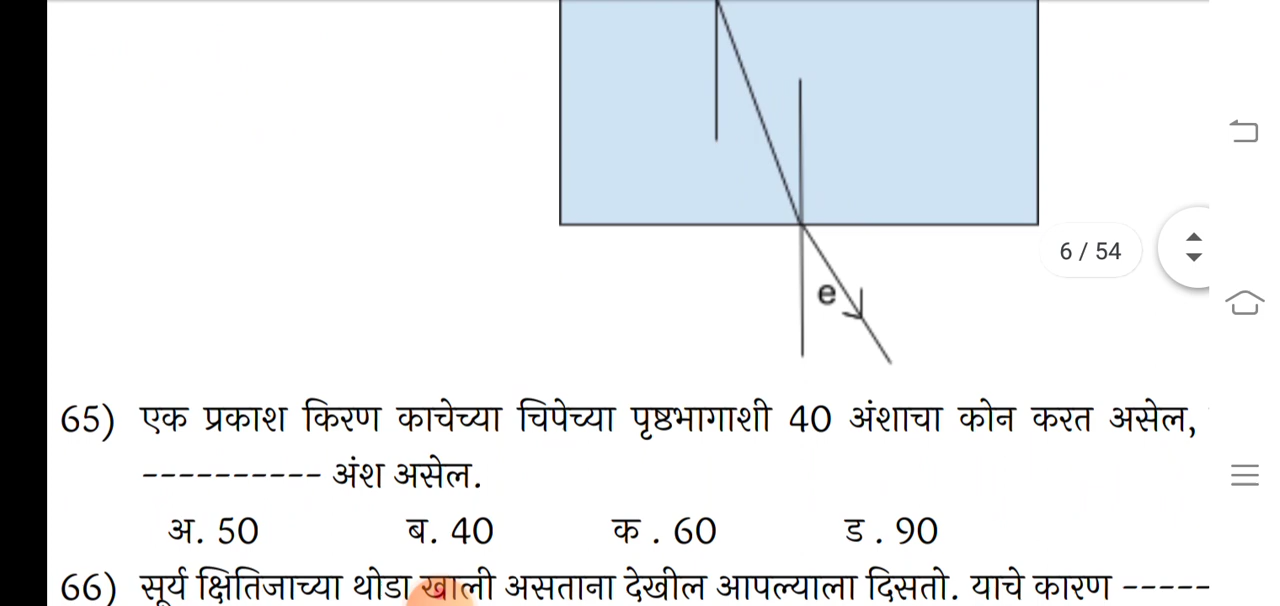 6 / 54
e
65) एक प्रकाश किरण काचेच्या चिपेच्या पृष्ठभागाशी 40 अंशाचा कोन करत असेल,
---------- अंश असेल.
अ. 50 ब. 40 क . 60 ड . 90
66) सूर्य क्षितिजाच्या थोडा खाली असताना देखील आपल्याला दिसतो. याचे कारण -----